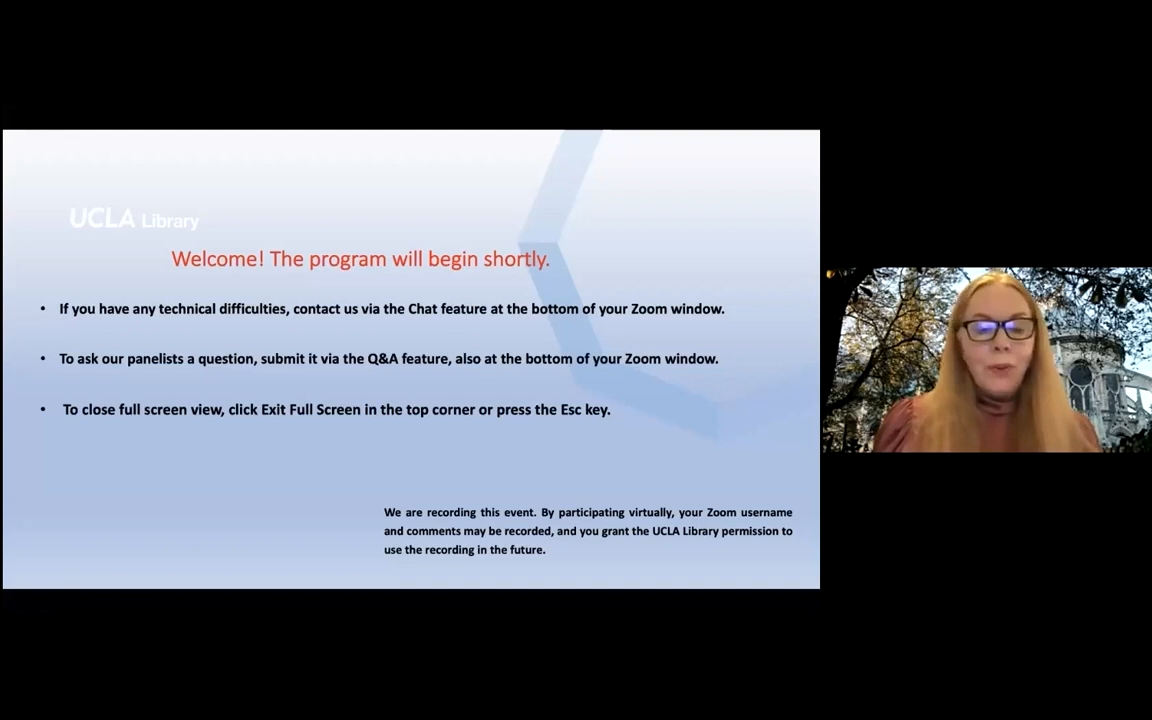 UCLA Library
Welcome! The program will begin shortly.
• If you have any technical difficulties, contact us via the Chat feature at the bottom of your Zoom window.
• To ask our panelists a question, submit it via the Q&A feature, also at the bottom of your Zoom window.
• To close full screen view, click Exit Full Screen in the top corner or press the Esc key.
We are recording this event. By participating virtually, your Zoom username
and comments may be recorded, and you grant the UCLA Library permission to
use the recording in the future.